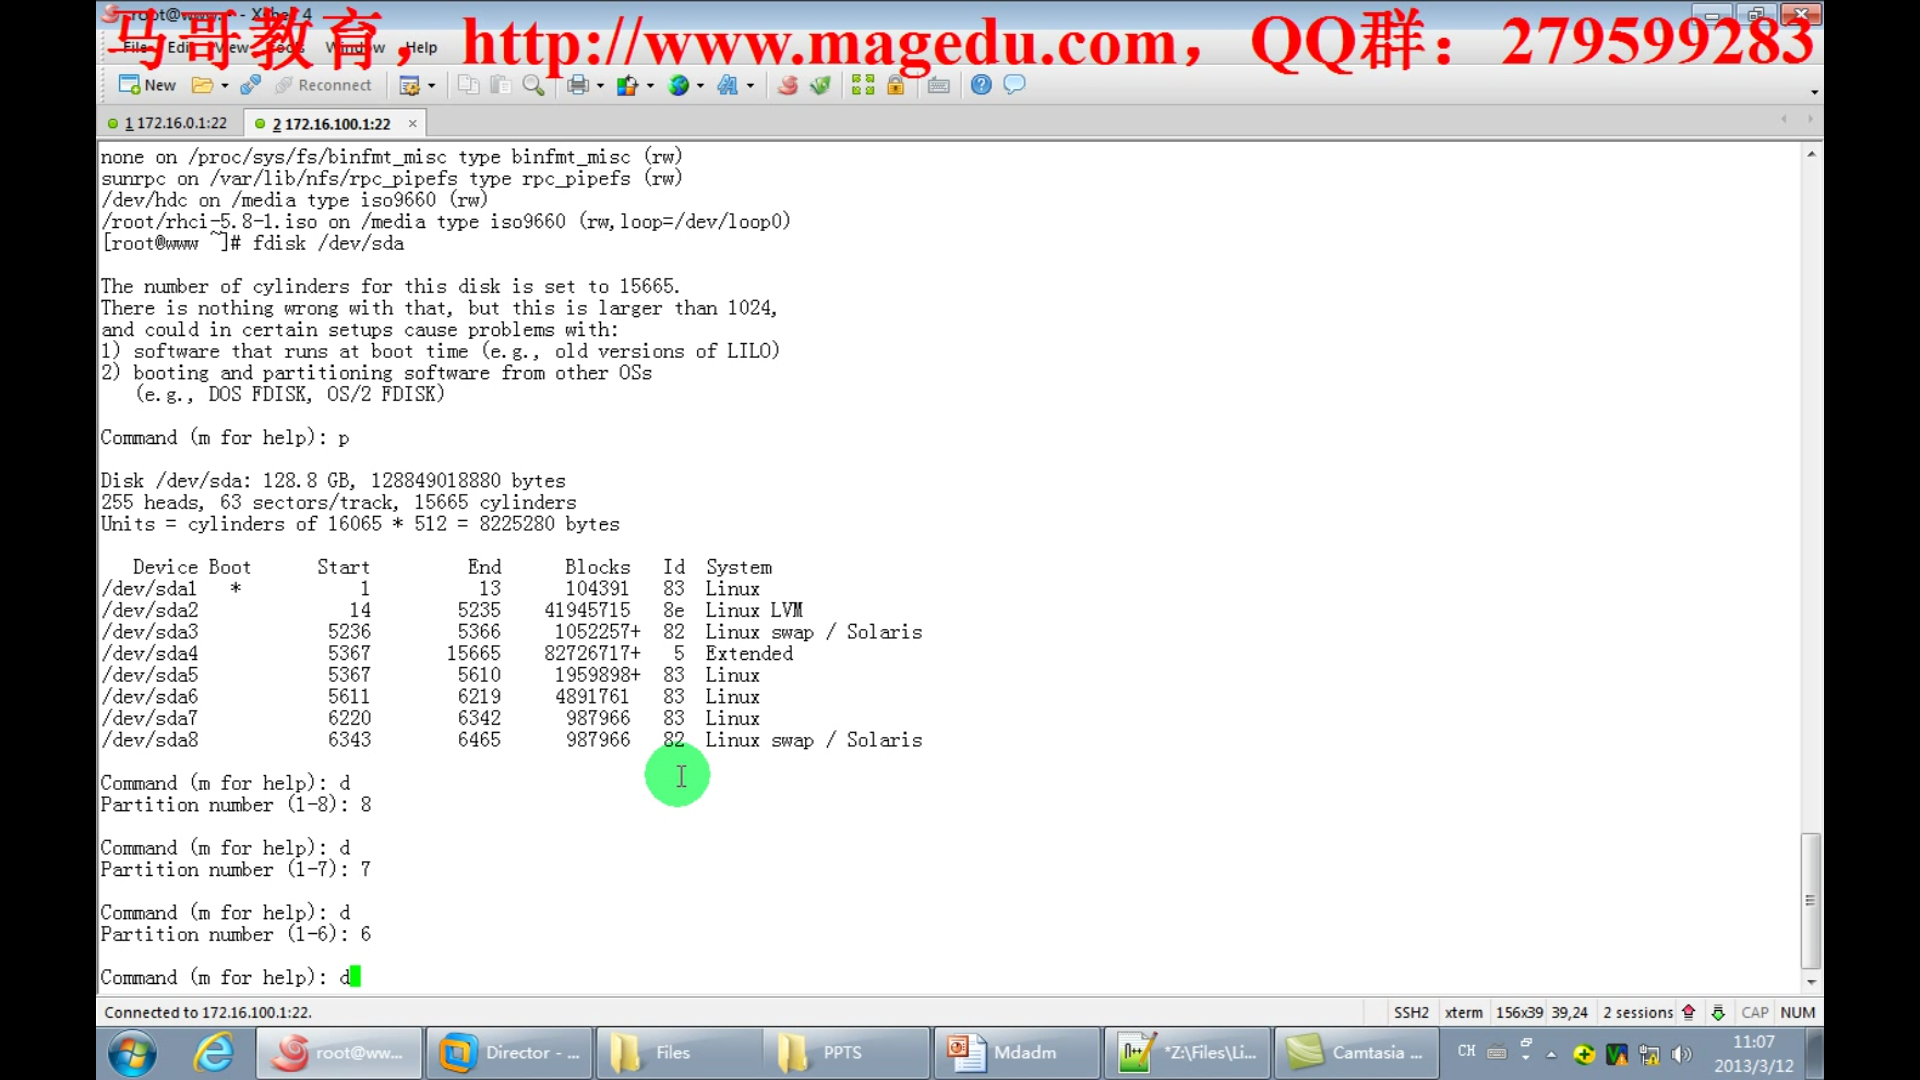 root@www:~ - Xshell 4
马哥教育，http://www.magedu.com，QQ群：279599283
File Edit View Tools Window Help
New Reconnect
1 172.16.0.1:22 2 172.16.100.1:22
none on /proc/sys/fs/binfmt_misc type binfmt_misc (rw)
sunrpc on /var/lib/nfs/rpc_pipefs type rpc_pipefs (rw)
/dev/hdc on /media type iso9660 (rw)
/root/rhci-5.8-1.iso on /media type iso9660 (rw,loop=/dev/loop0)
[root@www ~]# fdisk /dev/sda
The number of cylinders for this disk is set to 15665.
There is nothing wrong with that, but this is larger than 1024,
and could in certain setups cause problems with:
1) software that runs at boot time (e.g., old versions of LILO)
2) booting and partitioning software from other OSs
(e.g., DOS FDISK, OS/2 FDISK)
Command (m for help): p
Disk /dev/sda: 128.8 GB, 128849018880 bytes
255 heads, 63 sectors/track, 15665 cylinders
Units = cylinders of 16065 * 512 = 8225280 bytes
Device Boot Start End Blocks Id System
/dev/sda1 * 1 13 104391 83 Linux
/dev/sda2 14 5235 41945715 8e Linux LVM
/dev/sda3 5236 5366 1052257+ 82 Linux swap / Solaris
/dev/sda4 5367 15665 82726717+ 5 Extended
/dev/sda5 5367 5610 1959898+ 83 Linux
/dev/sda6 5611 6219 4891761 83 Linux
/dev/sda7 6220 6342 987966 83 Linux
/dev/sda8 6343 6465 987966 82 Linux swap / Solaris
Command (m for help): d
Partition number (1-8): 8
Command (m for help): d
Partition number (1-7): 7
Command (m for help): d
Partition number (1-6): 6
Command (m for help): d
Connected to 172.16.100.1:22. SSH2 xterm 156x39 39,24 2 sessions CAP NUM
root@ww... Director - ... Files PPTS Mdadm *Z:\Files\Li... Camtasia ... CH 11:07
2013/3/12